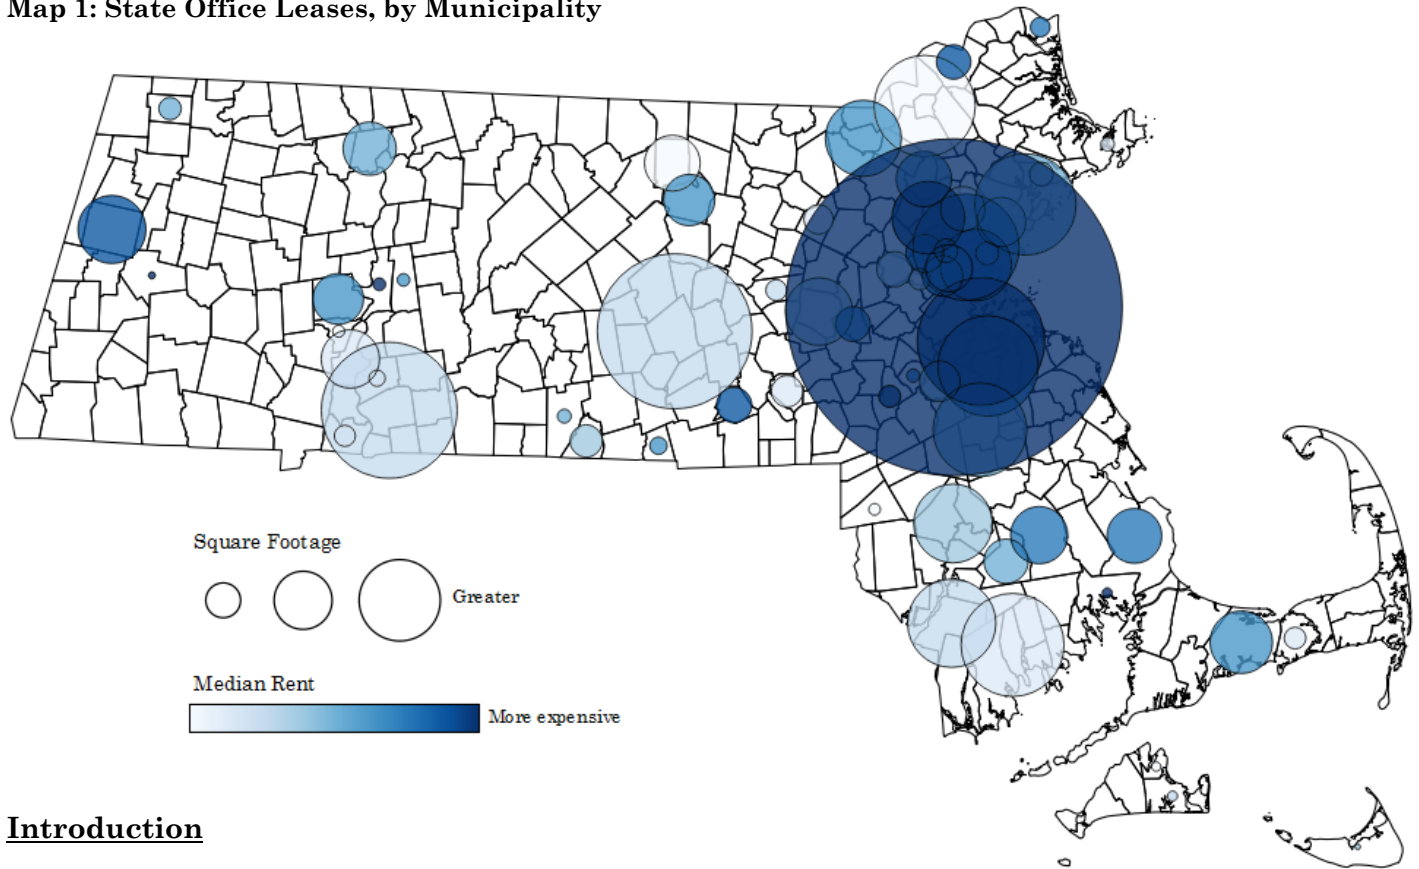 Map 1: State Office Leases, by Municipality
Square Footage
Greater
Median Rent
More expensive
Introduction